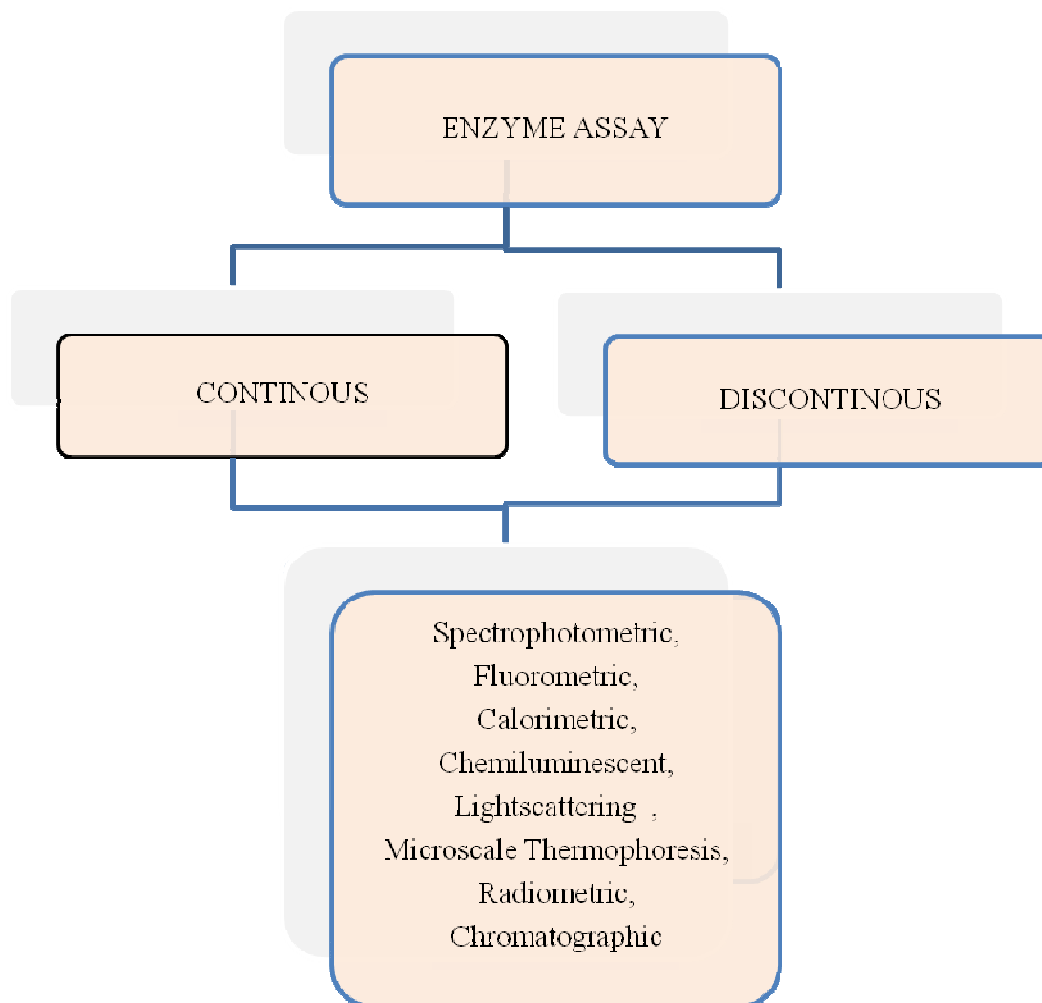 ENZYME ASSAY
CONTINOUS
DISCONTINOUS
Spectrophotometric,
Fluorometric,
Calorimetric,
Chemiluminescent,
Lightscattering ,
Microscale Thermophoresis,
Radiometric,
Chromatographic